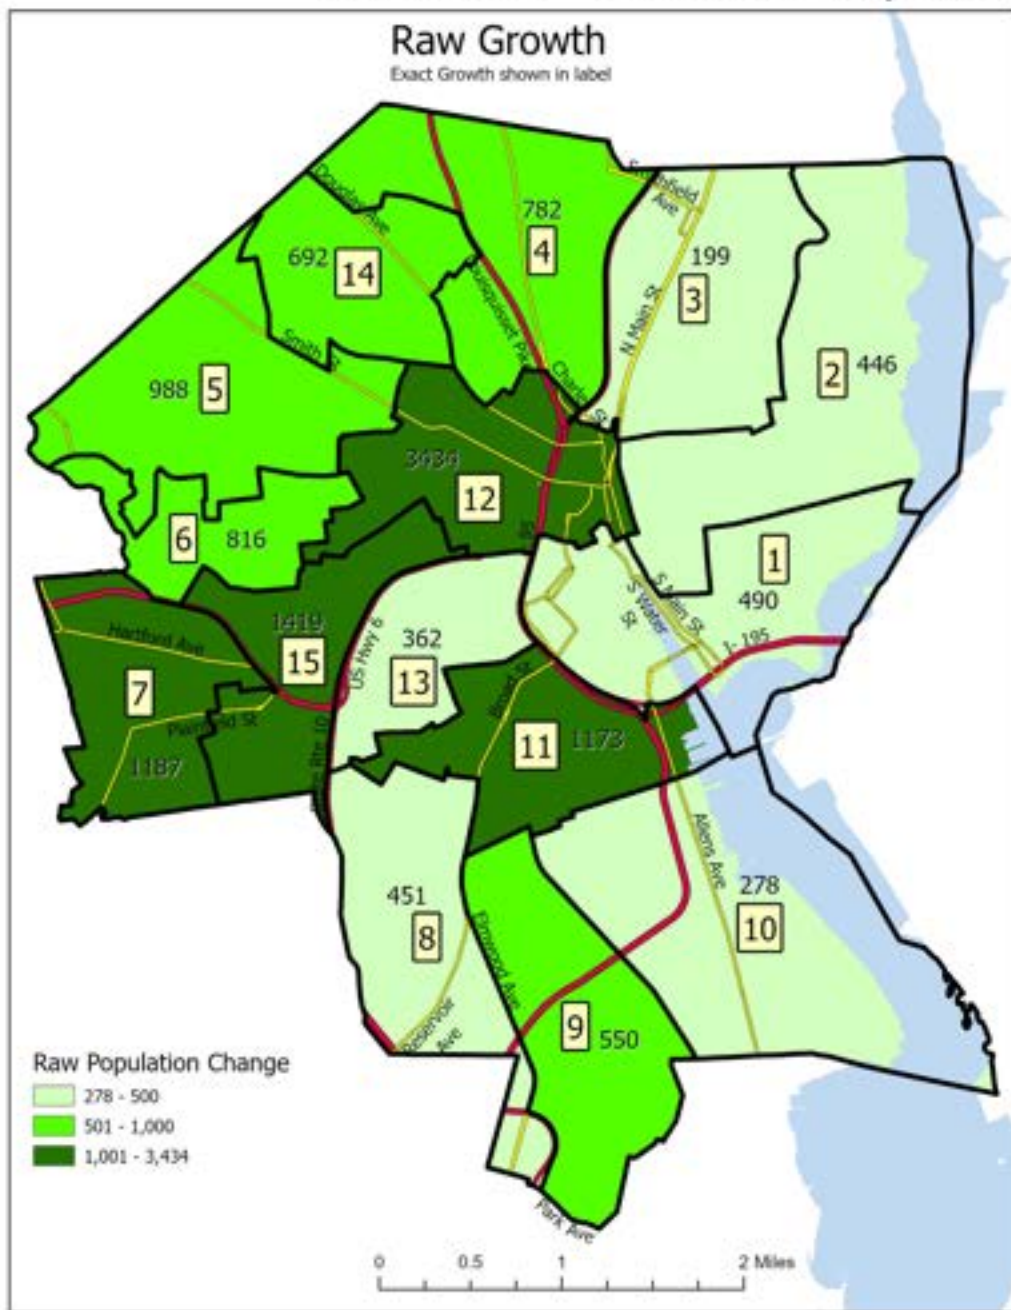 Raw Growth
Exact Growth shown in label
Douglas Ave
Smithfield Ave
782
4
692
14
199
3
N Main St
Smith St
Charles St
2
446
988
5
3434
12
6
816
1
490
S Main St
S Water St
I- 195
Hartford Ave
1419
15
US Hwy 6
362
13
7
Plainfield St
1187
Broad St
11
1173
Allens Ave
451
8
278
10
Elmwood Ave
Reservoir Ave
9
550
Park Ave
Raw Population Change
278 - 500
501 - 1,000
1,001 - 3,434
0 0.5 1 2 Miles